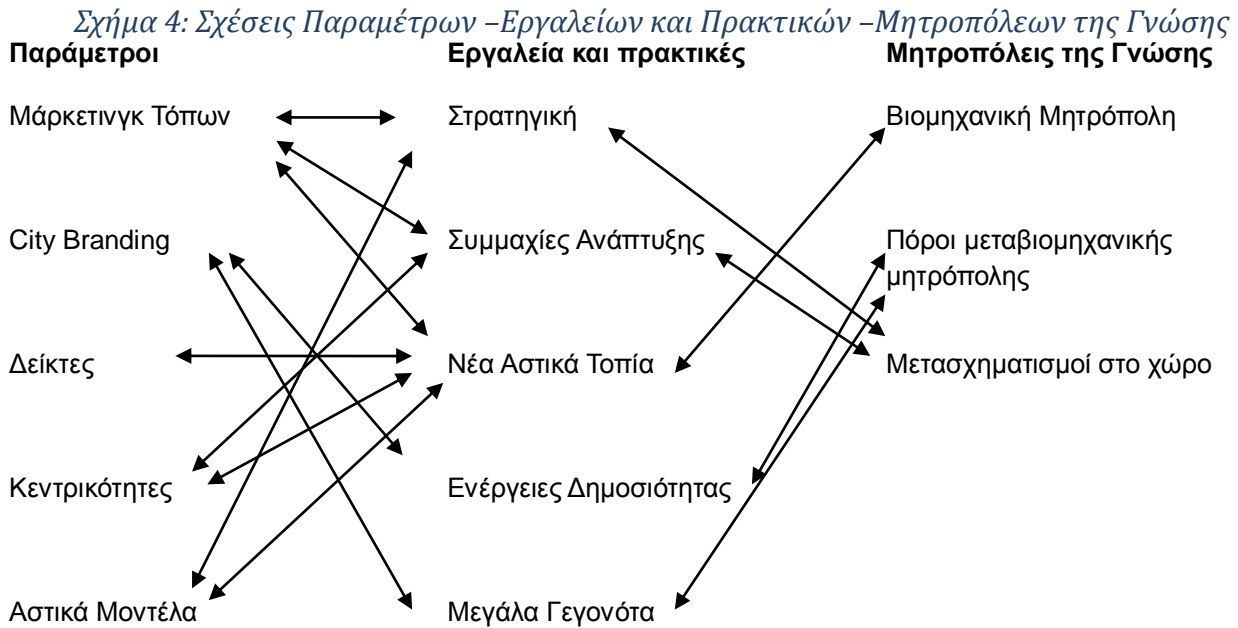 Σχήμα 4: Σχέσεις Παραμέτρων –Εργαλείων και Πρακτικών –Μητροπόλεων της Γνώσης
Παράμετροι Εργαλεία και πρακτικές Μητροπόλεις της Γνώσης
Μάρκετινγκ Τόπων Στρατηγική Βιομηχανική Μητρόπολη
City Branding Συμμαχίες Ανάπτυξης Πόροι μεταβιομηχανικής
μητρόπολης
Δείκτες Νέα Αστικά Τοπία Μετασχηματισμοί στο χώρο
Κεντρικότητες Ενέργειες Δημοσιότητας
Αστικά Μοντέλα Μεγάλα Γεγονότα